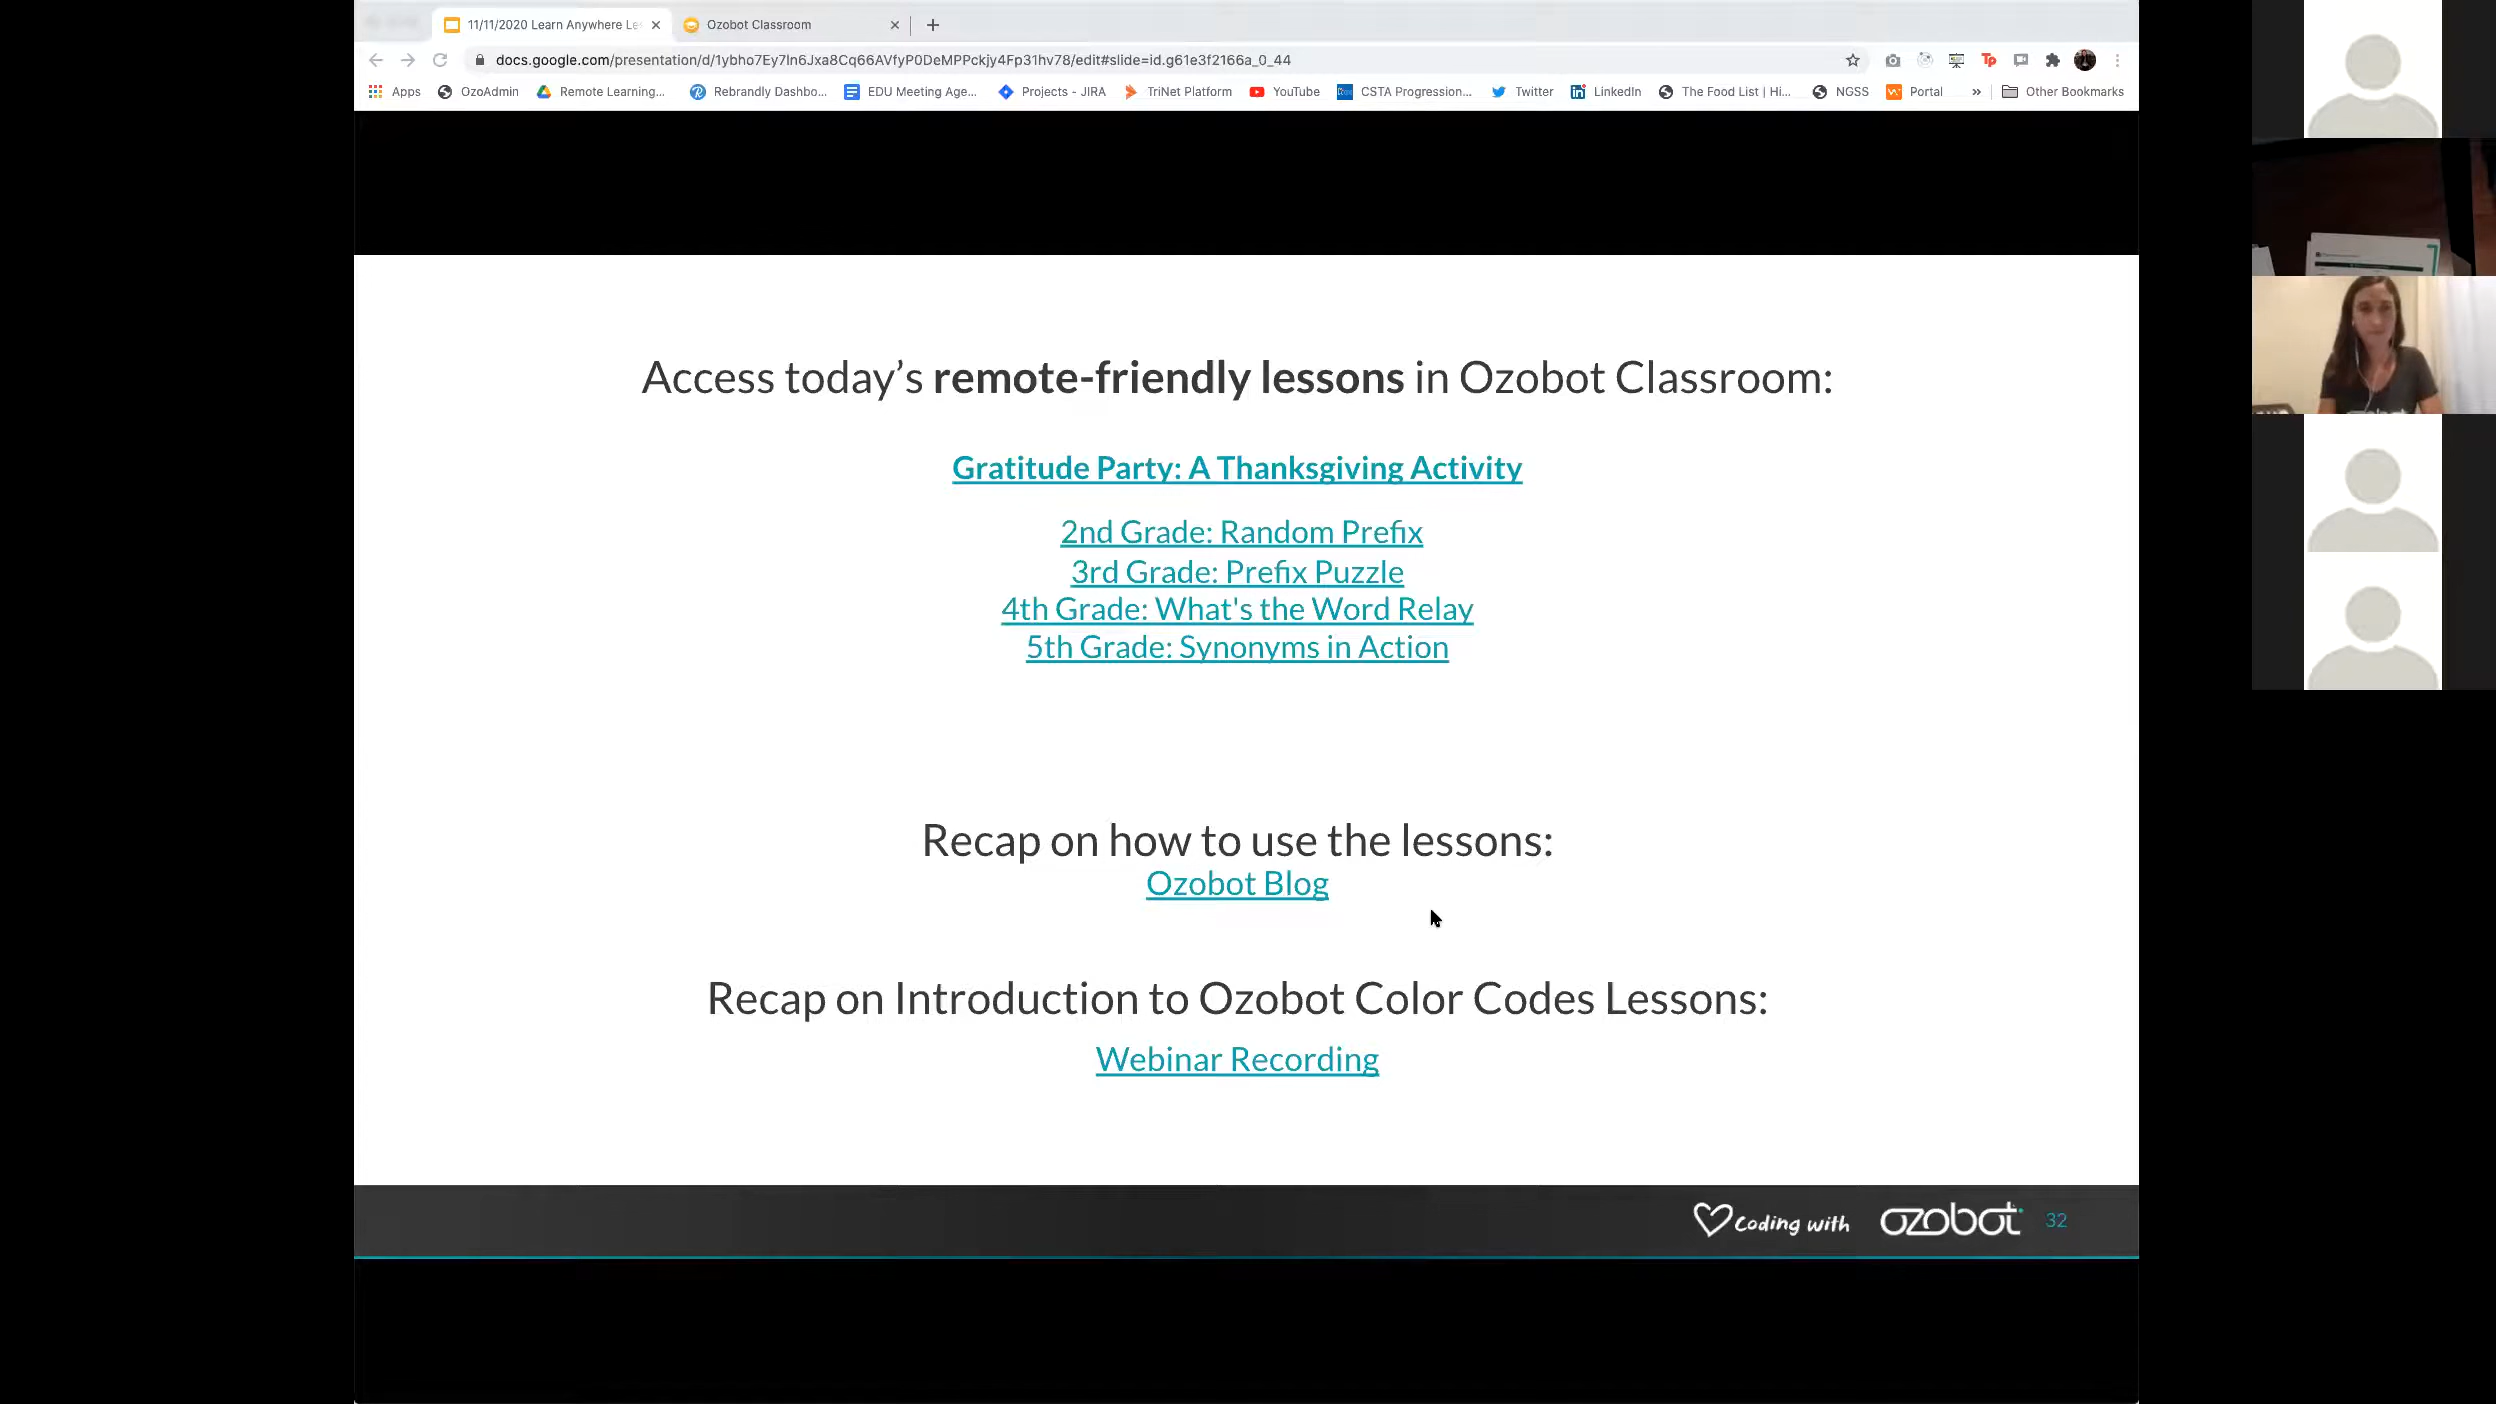 11/11/2020 Learn Anywhere Le
Ozobot Classroom
docs.google.com/presentation/d/1ybho7Ey7ln6Jxa8Cq66AVfyP0DeMPPckjy4Fp31hv78/edit#slide=id.g61e3f2166a_0_44
Apps OzoAdmin Remote Learning... Rebrandly Dashbo... EDU Meeting Age... Projects - JIRA TriNet Platform YouTube CSTA Progression... Twitter LinkedIn The Food List | Hi... NGSS Portal » Other Bookmarks
Access today’s remote-friendly lessons in Ozobot Classroom:
Gratitude Party: A Thanksgiving Activity
2nd Grade: Random Prefix
3rd Grade: Prefix Puzzle
4th Grade: What's the Word Relay
5th Grade: Synonyms in Action
Recap on how to use the lessons:
Ozobot Blog
Recap on Introduction to Ozobot Color Codes Lessons:
Webinar Recording
Coding with ozobot 32